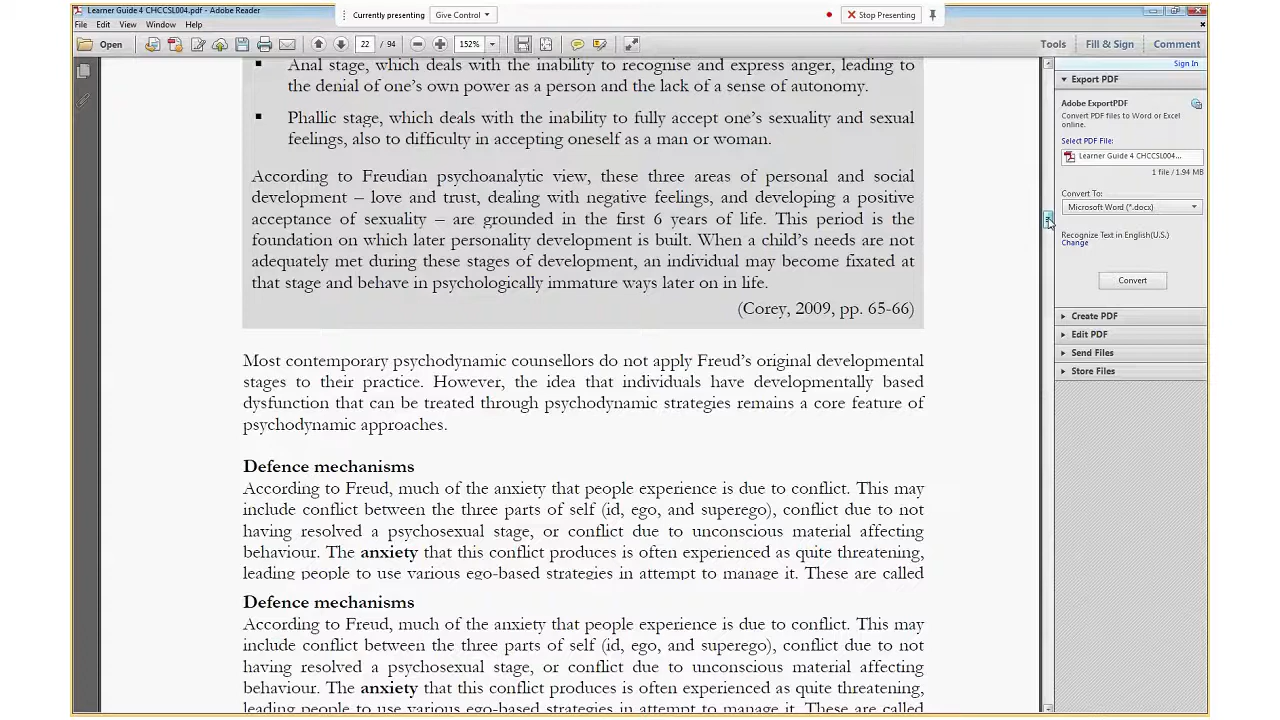 Learner Guide 4 CHCCSL004.pdf - Adobe Reader
Currently presenting Give Control Stop Presenting
File Edit View Window Help
Open 22 / 94 152% Tools Fill & Sign Comment
Sign In
Anal stage, which deals with the inability to recognise and express anger, leading to
the denial of one's own power as a person and the lack of a sense of autonomy.
Phallic stage, which deals with the inability to fully accept one's sexuality and sexual
feelings, also to difficulty in accepting oneself as a man or woman.
According to Freudian psychoanalytic view, these three areas of personal and social
development – love and trust, dealing with negative feelings, and developing a positive
acceptance of sexuality – are grounded in the first 6 years of life. This period is the
foundation on which later personality development is built. When a child's needs are not
adequately met during these stages of development, an individual may become fixated at
that stage and behave in psychologically immature ways later on in life.
(Corey, 2009, pp. 65-66)
Most contemporary psychodynamic counsellors do not apply Freud's original developmental
stages to their practice. However, the idea that individuals have developmentally based
dysfunction that can be treated through psychodynamic strategies remains a core feature of
psychodynamic approaches.
Defence mechanisms
According to Freud, much of the anxiety that people experience is due to conflict. This may
include conflict between the three parts of self (id, ego, and superego), conflict due to not
having resolved a psychosexual stage, or conflict due to unconscious material affecting
behaviour. The anxiety that this conflict produces is often experienced as quite threatening,
leading people to use various ego-based strategies in attempt to manage it. These are called
Defence mechanisms
According to Freud, much of the anxiety that people experience is due to conflict. This may
include conflict between the three parts of self (id, ego, and superego), conflict due to not
having resolved a psychosexual stage, or conflict due to unconscious material affecting
behaviour. The anxiety that this conflict produces is often experienced as quite threatening,
leading people to use various ego-based strategies in attempt to manage it. These are called
Export PDF
Adobe ExportPDF
Convert PDF files to Word or Excel
online.
Select PDF File:
Learner Guide 4 CHCCSL004...
1 file / 1.94 MB
Convert To:
Microsoft Word (*.docx)
Recognize Text in English(U.S.)
Change
Convert
Create PDF
Edit PDF
Send Files
Store Files